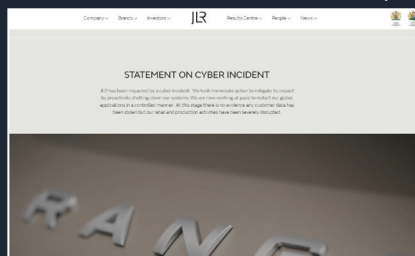 Company Brands Investors JLR Results Centre People News
STATEMENT ON CYBER INCIDENT
JLR has been impacted by a cyber incident. We took immediate action to mitigate its impact
by proactively shutting down our systems. We are now working at pace to restart our global
applications in a controlled manner. At this stage there is no evidence any customer data has
been stolen but our retail and production activities have been severely disrupted.
RANG